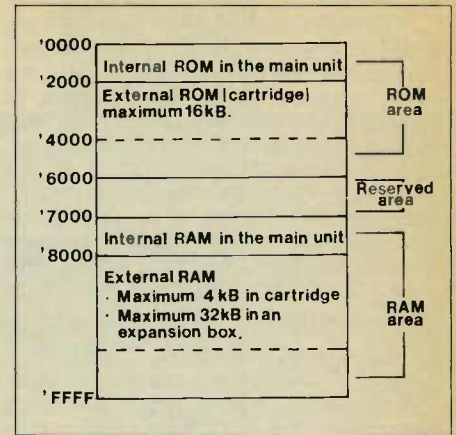 '0000
Internal ROM in the main unit
'2000
External ROM (cartridge)
maximum 16kB.
ROM
area
'4000
'6000
Reserved
area
'7000
Internal RAM in the main unit
'8000
External RAM
· Maximum 4 kB in cartridge
· Maximum 32kB in an
expansion box.
RAM
area
'FFFF